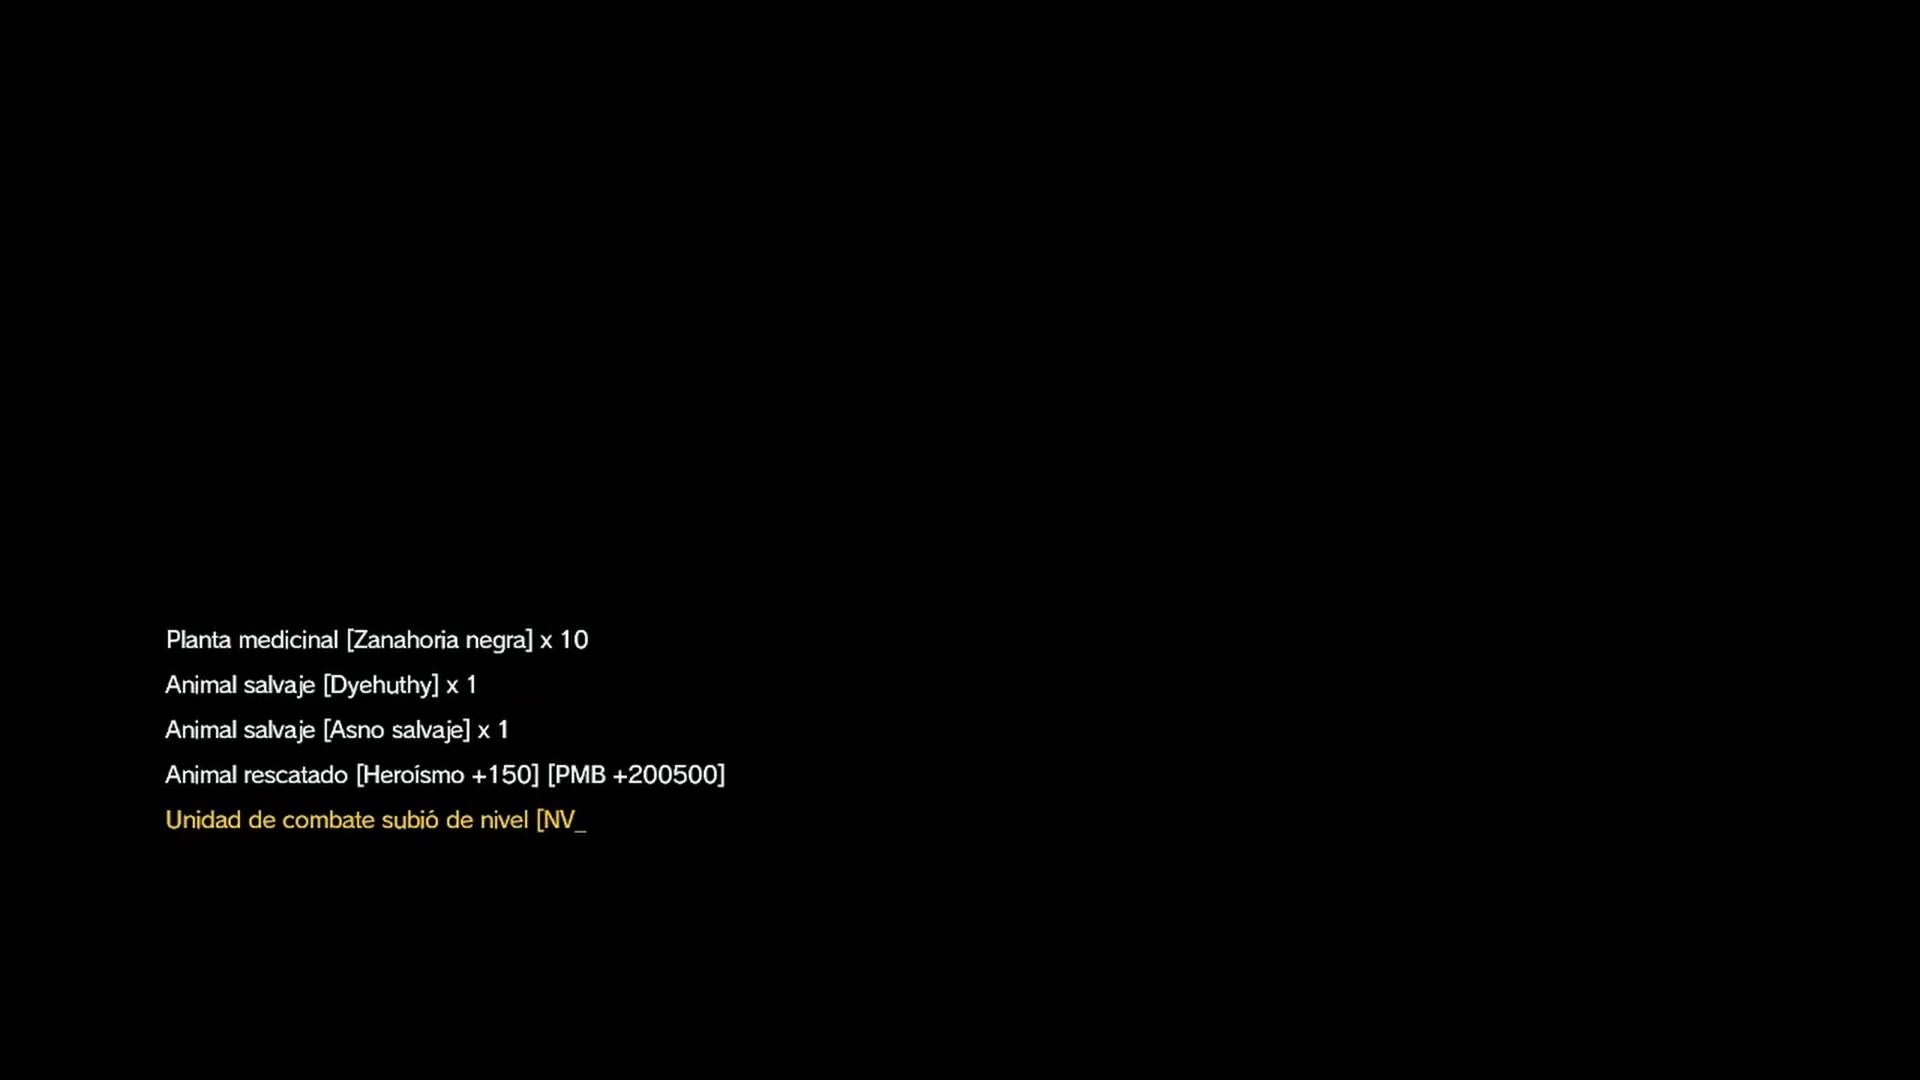 Planta medicinal [Zanahoria negra] x 10
Animal salvaje [Dyehuthy] x 1
Animal salvaje [Asno salvaje] x 1
Animal rescatado [Heroísmo +150] [PMB +200500]
Unidad de combate subió de nivel [NV_